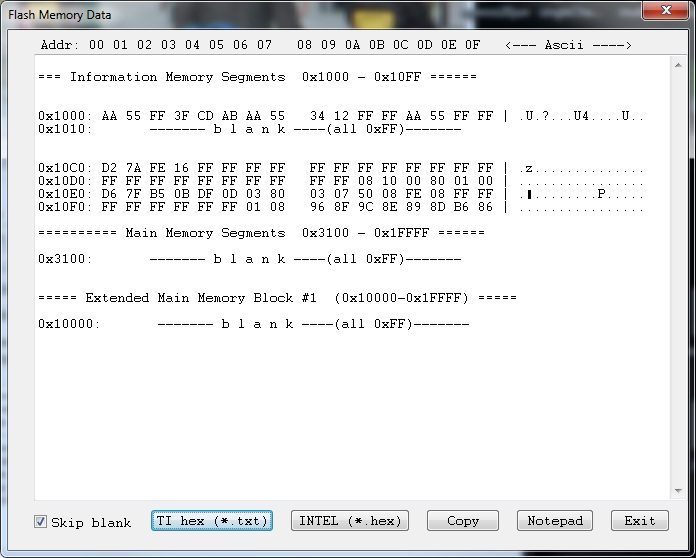 Flash Memory Data
Addr: 00 01 02 03 04 05 06 07 08 09 0A 0B 0C 0D 0E 0F <--- Ascii ---->
=== Information Memory Segments 0x1000 - 0x10FF ======
0x1000: AA 55 FF 3F CD AB AA 55 34 12 FF FF AA 55 FF FF | .U.?...U4....U..
0x1010: ------- b l a n k ----(all 0xFF)-------
0x10C0: D2 7A FE 16 FF FF FF FF FF FF FF FF FF FF FF FF | .z..............
0x10D0: FF FF FF FF FF FF FF FF FF FF 08 10 00 80 01 00 | ................
0x10E0: D6 7F B5 0B DF 0D 03 80 03 07 50 08 FE 08 FF FF | .▮........P.....
0x10F0: FF FF FF FF FF FF 01 08 96 8F 9C 8E 89 8D B6 86 | ................
========== Main Memory Segments 0x3100 - 0x1FFFF ======
0x3100: ------- b l a n k ----(all 0xFF)-------
===== Extended Main Memory Block #1 (0x10000-0x1FFFF) =====
0x10000: ------- b l a n k ----(all 0xFF)-------
Skip blank TI hex (*.txt) INTEL (*.hex) Copy Notepad Exit